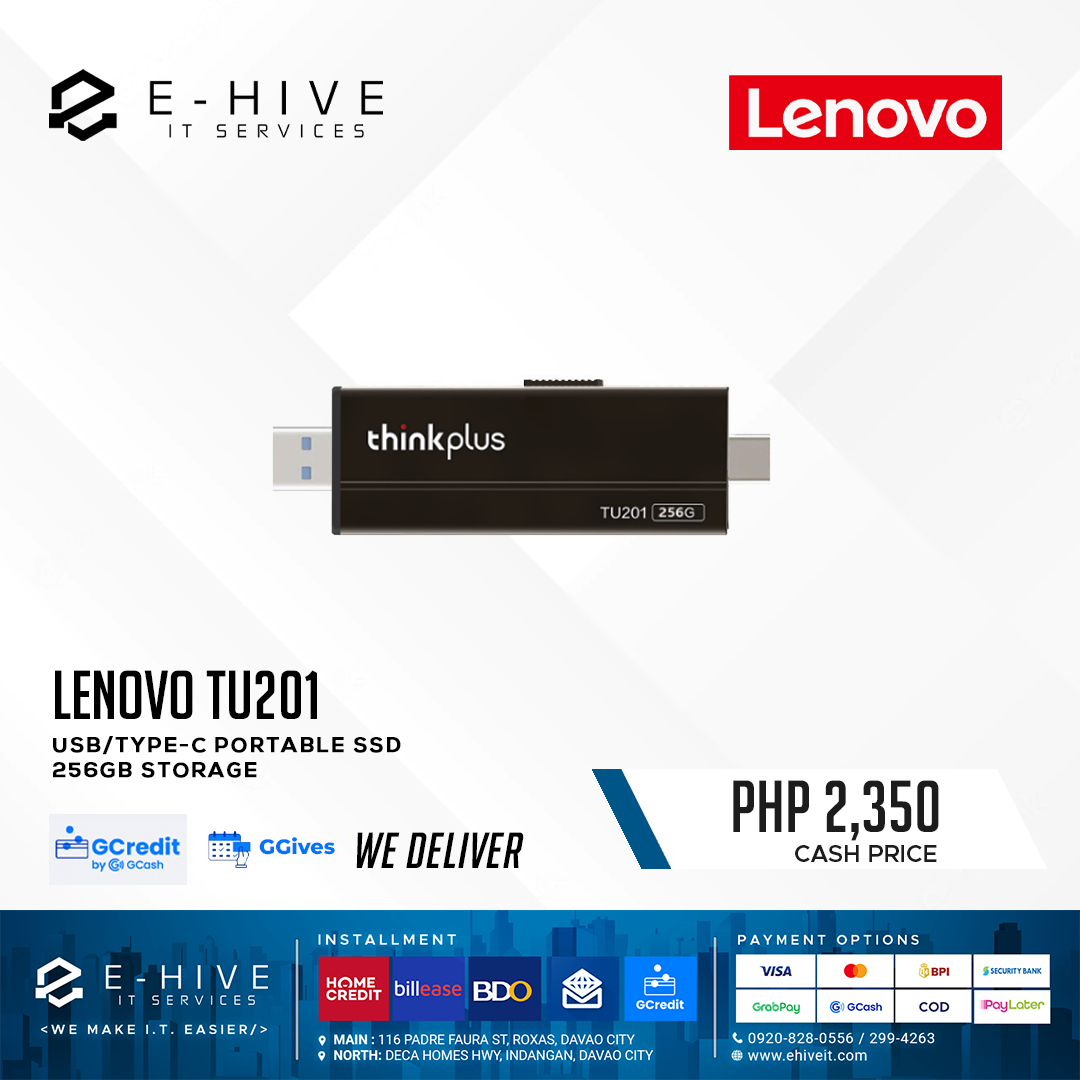 E-HIVE
IT SERVICES
Lenovo
thinkplus
TU201 256G
LENOVO TU201
USB/TYPE-C PORTABLE SSD
256GB STORAGE
GCredit
by GCash
GGives
WE DELIVER
PHP 2,350
CASH PRICE
E-HIVE
IT SERVICES
<WE MAKE I.T. EASIER/>
INSTALLMENT
HOME
CREDIT
billease
BDO
GCredit
MAIN : 116 PADRE FAURA ST, ROXAS, DAVAO CITY
NORTH: DECA HOMES HWY, INDANGAN, DAVAO CITY
PAYMENT OPTIONS
VISA
mastercard
BPI
SECURITY BANK
GrabPay
GCash
COD
PayLater
0920-828-0556 / 299-4263
www.ehiveit.com